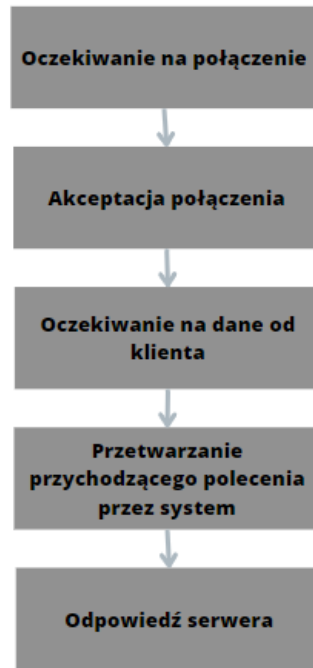 Oczekiwanie na połączenie
Akceptacja połączenia
Oczekiwanie na dane od
klienta
Przetwarzanie
przychodzącego polecenia
przez system
Odpowiedź serwera